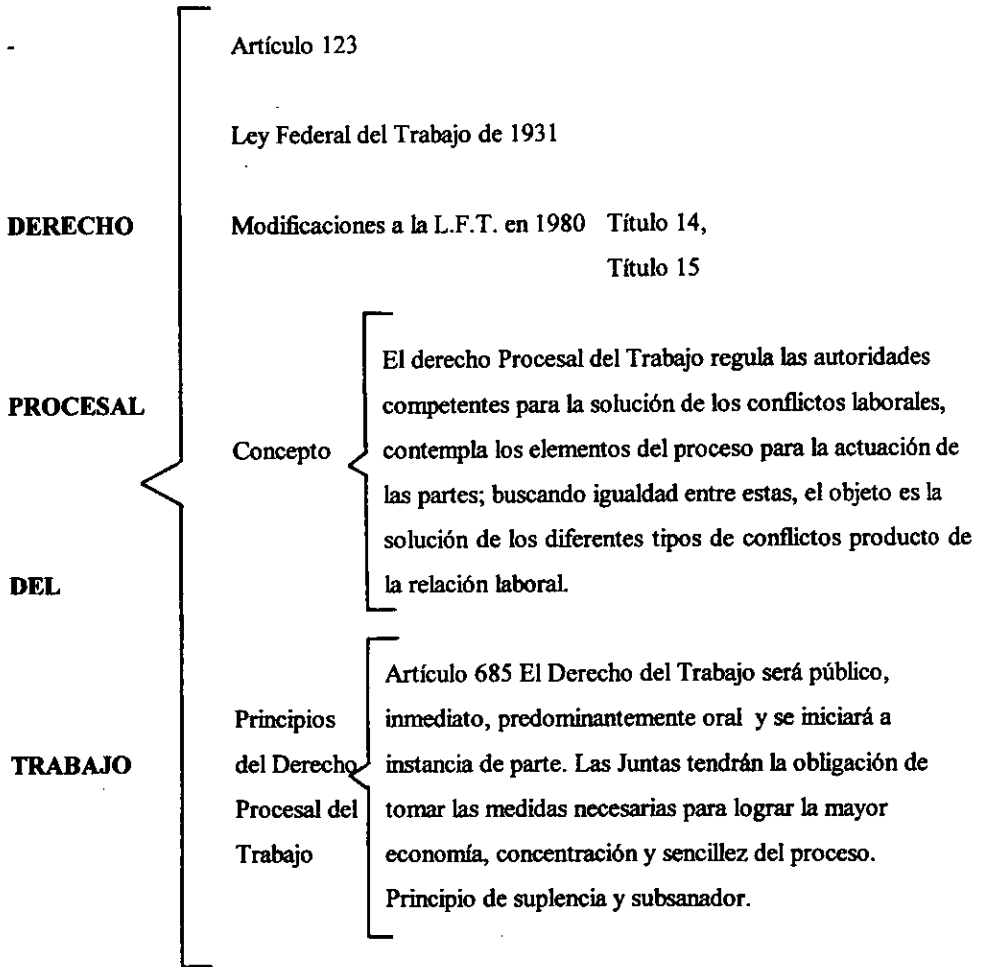 -
Artículo 123
Ley Federal del Trabajo de 1931
DERECHO
Modificaciones a la L.F.T. en 1980 Título 14,
Título 15
PROCESAL
Concepto
El derecho Procesal del Trabajo regula las autoridades
competentes para la solución de los conflictos laborales,
contempla los elementos del proceso para la actuación de
las partes; buscando igualdad entre estas, el objeto es la
solución de los diferentes tipos de conflictos producto de
la relación laboral.
DEL
TRABAJO
Principios
del Derecho
Procesal del
Trabajo
Artículo 685 El Derecho del Trabajo será público,
inmediato, predominantemente oral y se iniciará a
instancia de parte. Las Juntas tendrán la obligación de
tomar las medidas necesarias para lograr la mayor
economía, concentración y sencillez del proceso.
Principio de suplencia y subsanador.